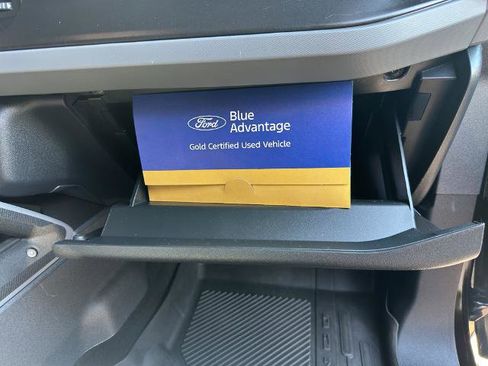 Ford
Blue
Advantage
Gold Certified Used Vehicle